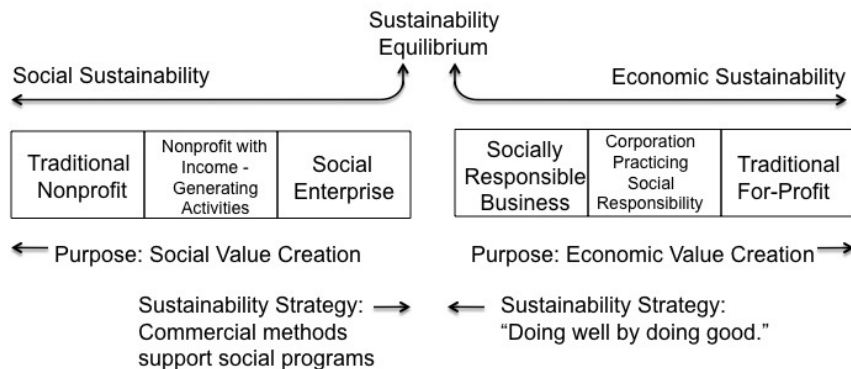 Sustainability
Equilibrium
Social Sustainability
Economic Sustainability
Traditional
Nonprofit
Nonprofit with
Income -
Generating
Activities
Social
Enterprise
Socially
Responsible
Business
Corporation
Practicing
Social
Responsibility
Traditional
For-Profit
Purpose: Social Value Creation
Purpose: Economic Value Creation
Sustainability Strategy:
Commercial methods
support social programs
Sustainability Strategy:
“Doing well by doing good.”